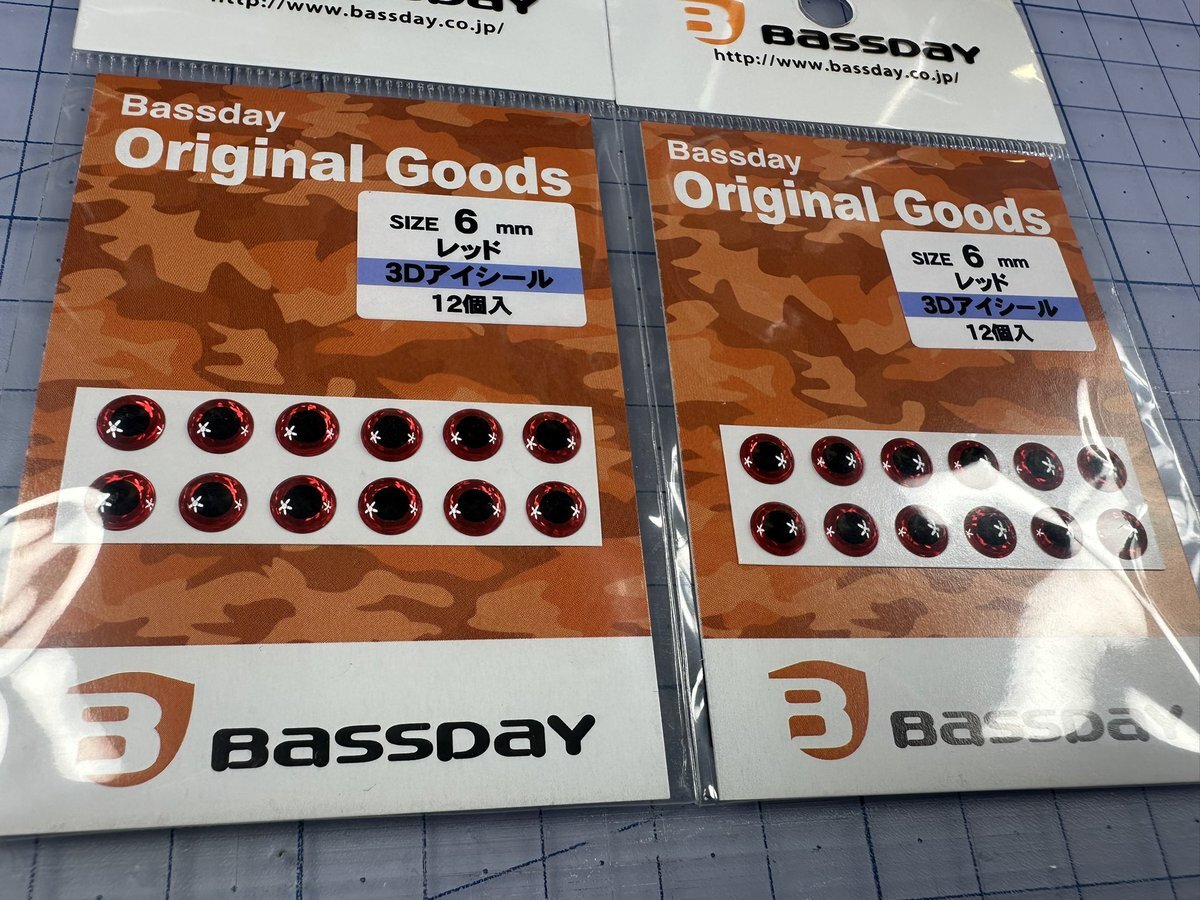 http://www.bassday.co.jp/
Bassday
Original Goods
SIZE 6 mm
レッド
3Dアイシール
12個入
B BASSDAY
B BASSDAY
http://www.bassday.co.jp/
Bassday
Original Goods
SIZE 6 mm
レッド
3Dアイシール
12個入
B BASSDAY